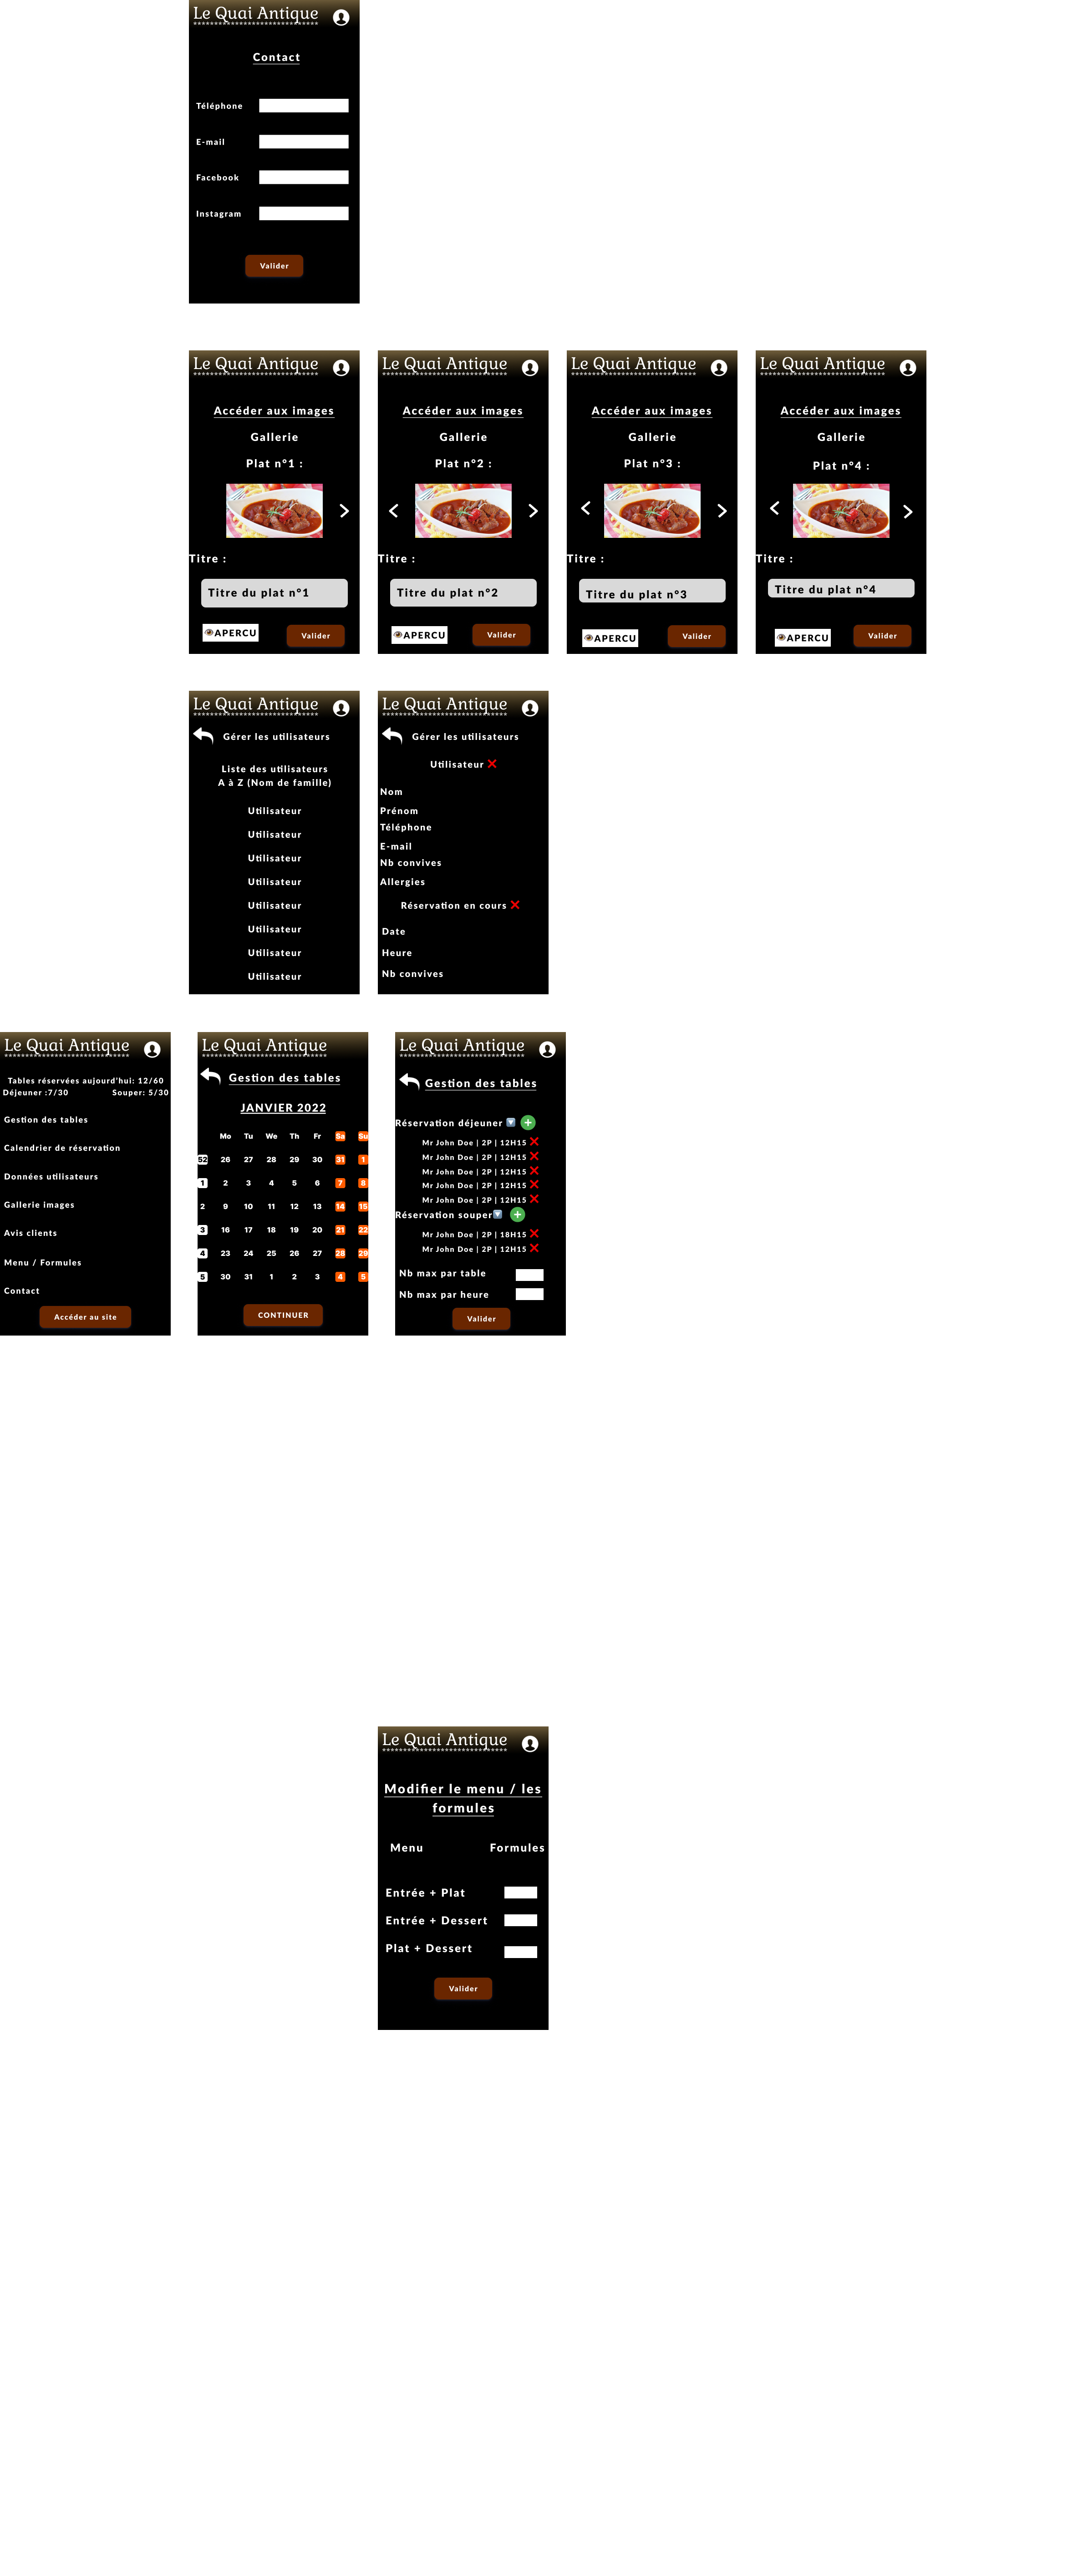 Le Quai Antique
Contact
Téléphone
E-mail
Facebook
Instagram
Valider
Le Quai Antique
Accéder aux images
Gallerie
Plat n°1 :
Titre :
Titre du plat n°1
APERCU
Valider
Le Quai Antique
Accéder aux images
Gallerie
Plat n°2 :
Titre :
Titre du plat n°2
APERCU
Valider
Le Quai Antique
Accéder aux images
Gallerie
Plat n°3 :
Titre :
Titre du plat n°3
APERCU
Valider
Le Quai Antique
Accéder aux images
Gallerie
Plat n°4 :
Titre :
Titre du plat n°4
APERCU
Valider
Le Quai Antique
Gérer les utilisateurs
Liste des utilisateurs
A à Z (Nom de famille)
Utilisateur
Utilisateur
Utilisateur
Utilisateur
Utilisateur
Utilisateur
Utilisateur
Utilisateur
Le Quai Antique
Gérer les utilisateurs
Utilisateur ❌
Nom
Prénom
Téléphone
E-mail
Nb convives
Allergies
Réservation en cours ❌
Date
Heure
Nb convives
Le Quai Antique
Tables réservées aujourd'hui: 12/60
Déjeuner :7/30 Souper: 5/30
Gestion des tables
Calendrier de réservation
Données utilisateurs
Gallerie images
Avis clients
Menu / Formules
Contact
Accéder au site
Le Quai Antique
Gestion des tables
JANVIER 2022
Mo Tu We Th Fr Sa Su
52 26 27 28 29 30 31 1
1 2 3 4 5 6 7 8
2 9 10 11 12 13 14 15
3 16 17 18 19 20 21 22
4 23 24 25 26 27 28 29
5 30 31 1 2 3 4 5
CONTINUER
Le Quai Antique
Gestion des tables
Réservation déjeuner
Mr John Doe | 2P | 12H15 ❌
Mr John Doe | 2P | 12H15 ❌
Mr John Doe | 2P | 12H15 ❌
Mr John Doe | 2P | 12H15 ❌
Mr John Doe | 2P | 12H15 ❌
Réservation souper
Mr John Doe | 2P | 18H15 ❌
Mr John Doe | 2P | 12H15 ❌
Nb max par table
Nb max par heure
Valider
Le Quai Antique
Modifier le menu / les
formules
Menu Formules
Entrée + Plat
Entrée + Dessert
Plat + Dessert
Valider